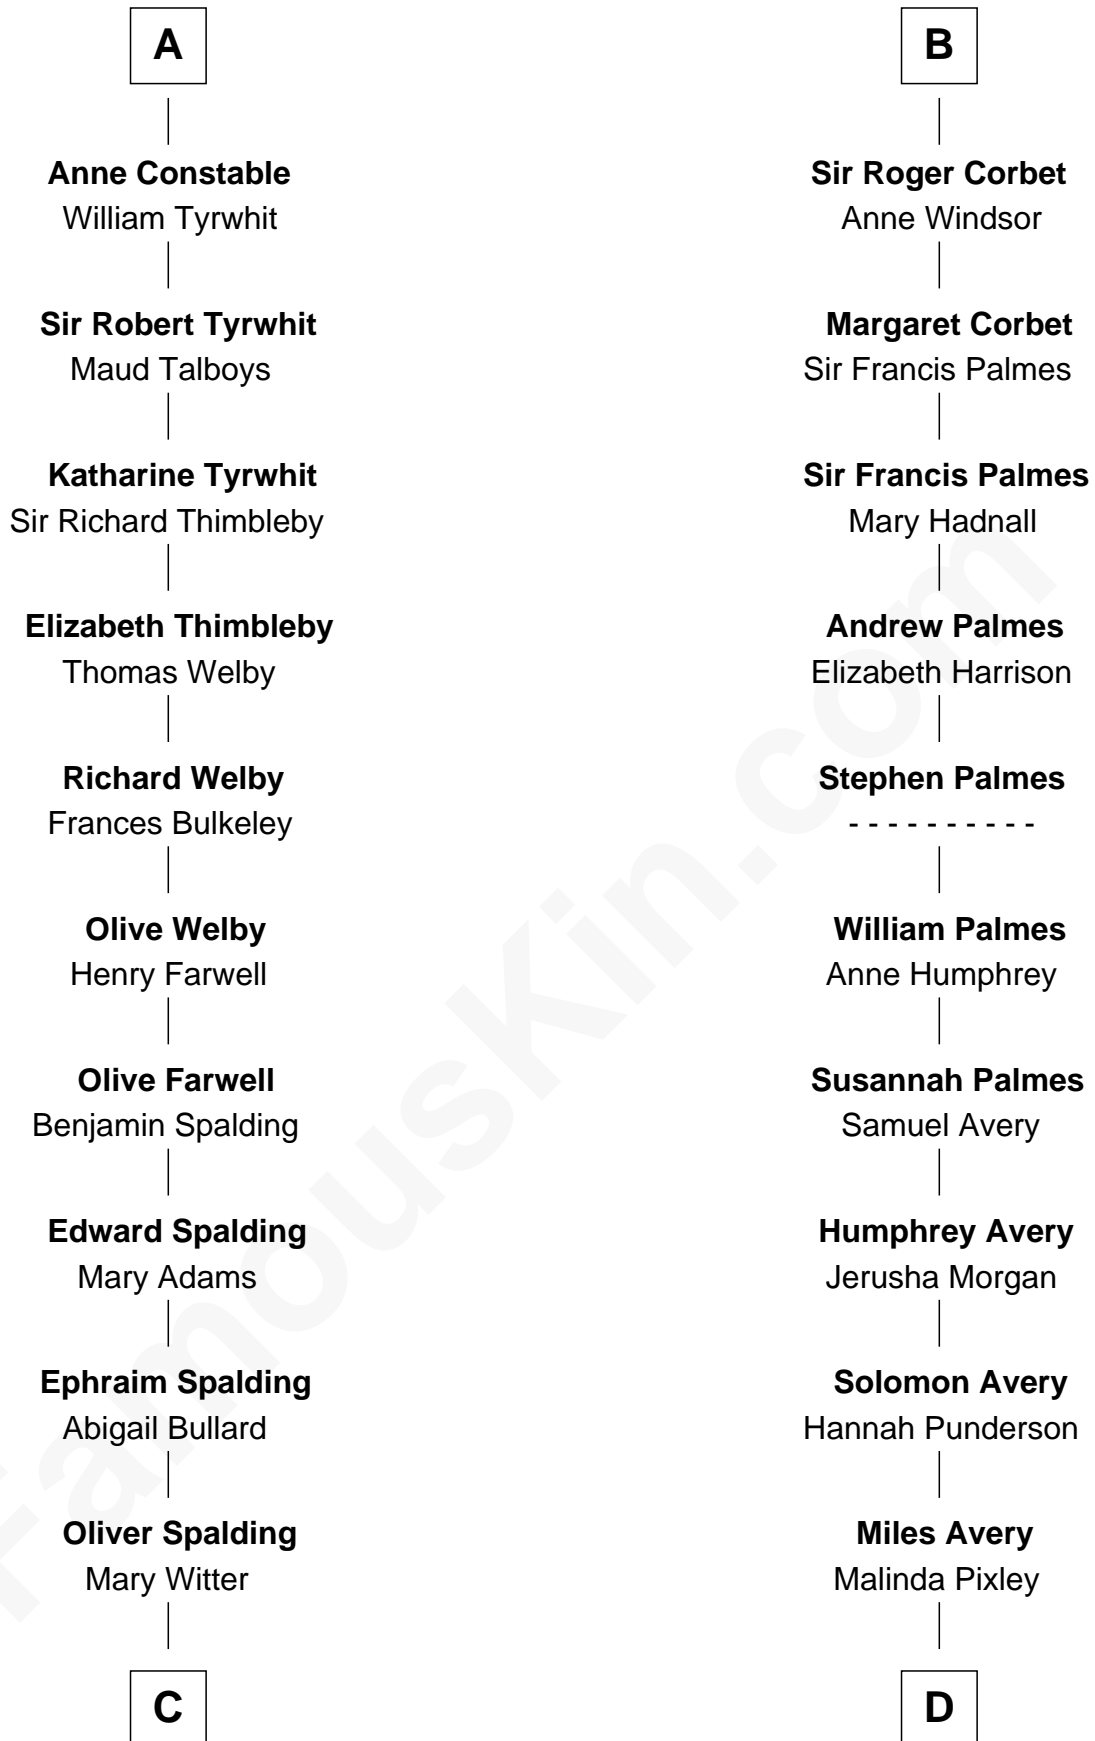 A
Anne Constable
William Tyrwhit
Sir Robert Tyrwhit
Maud Talboys
Katharine Tyrwhit
Sir Richard Thimbleby
Elizabeth Thimbleby
Thomas Welby
Richard Welby
Frances Bulkeley
Olive Welby
Henry Farwell
Olive Farwell
Benjamin Spalding
Edward Spalding
Mary Adams
Ephraim Spalding
Abigail Bullard
Oliver Spalding
Mary Witter
C
B
Sir Roger Corbet
Anne Windsor
Margaret Corbet
Sir Francis Palmes
Sir Francis Palmes
Mary Hadnall
Andrew Palmes
Elizabeth Harrison
Stephen Palmes
- - - - - - - - - -
William Palmes
Anne Humphrey
Susannah Palmes
Samuel Avery
Humphrey Avery
Jerusha Morgan
Solomon Avery
Hannah Punderson
Miles Avery
Malinda Pixley
D
FamousKin.com